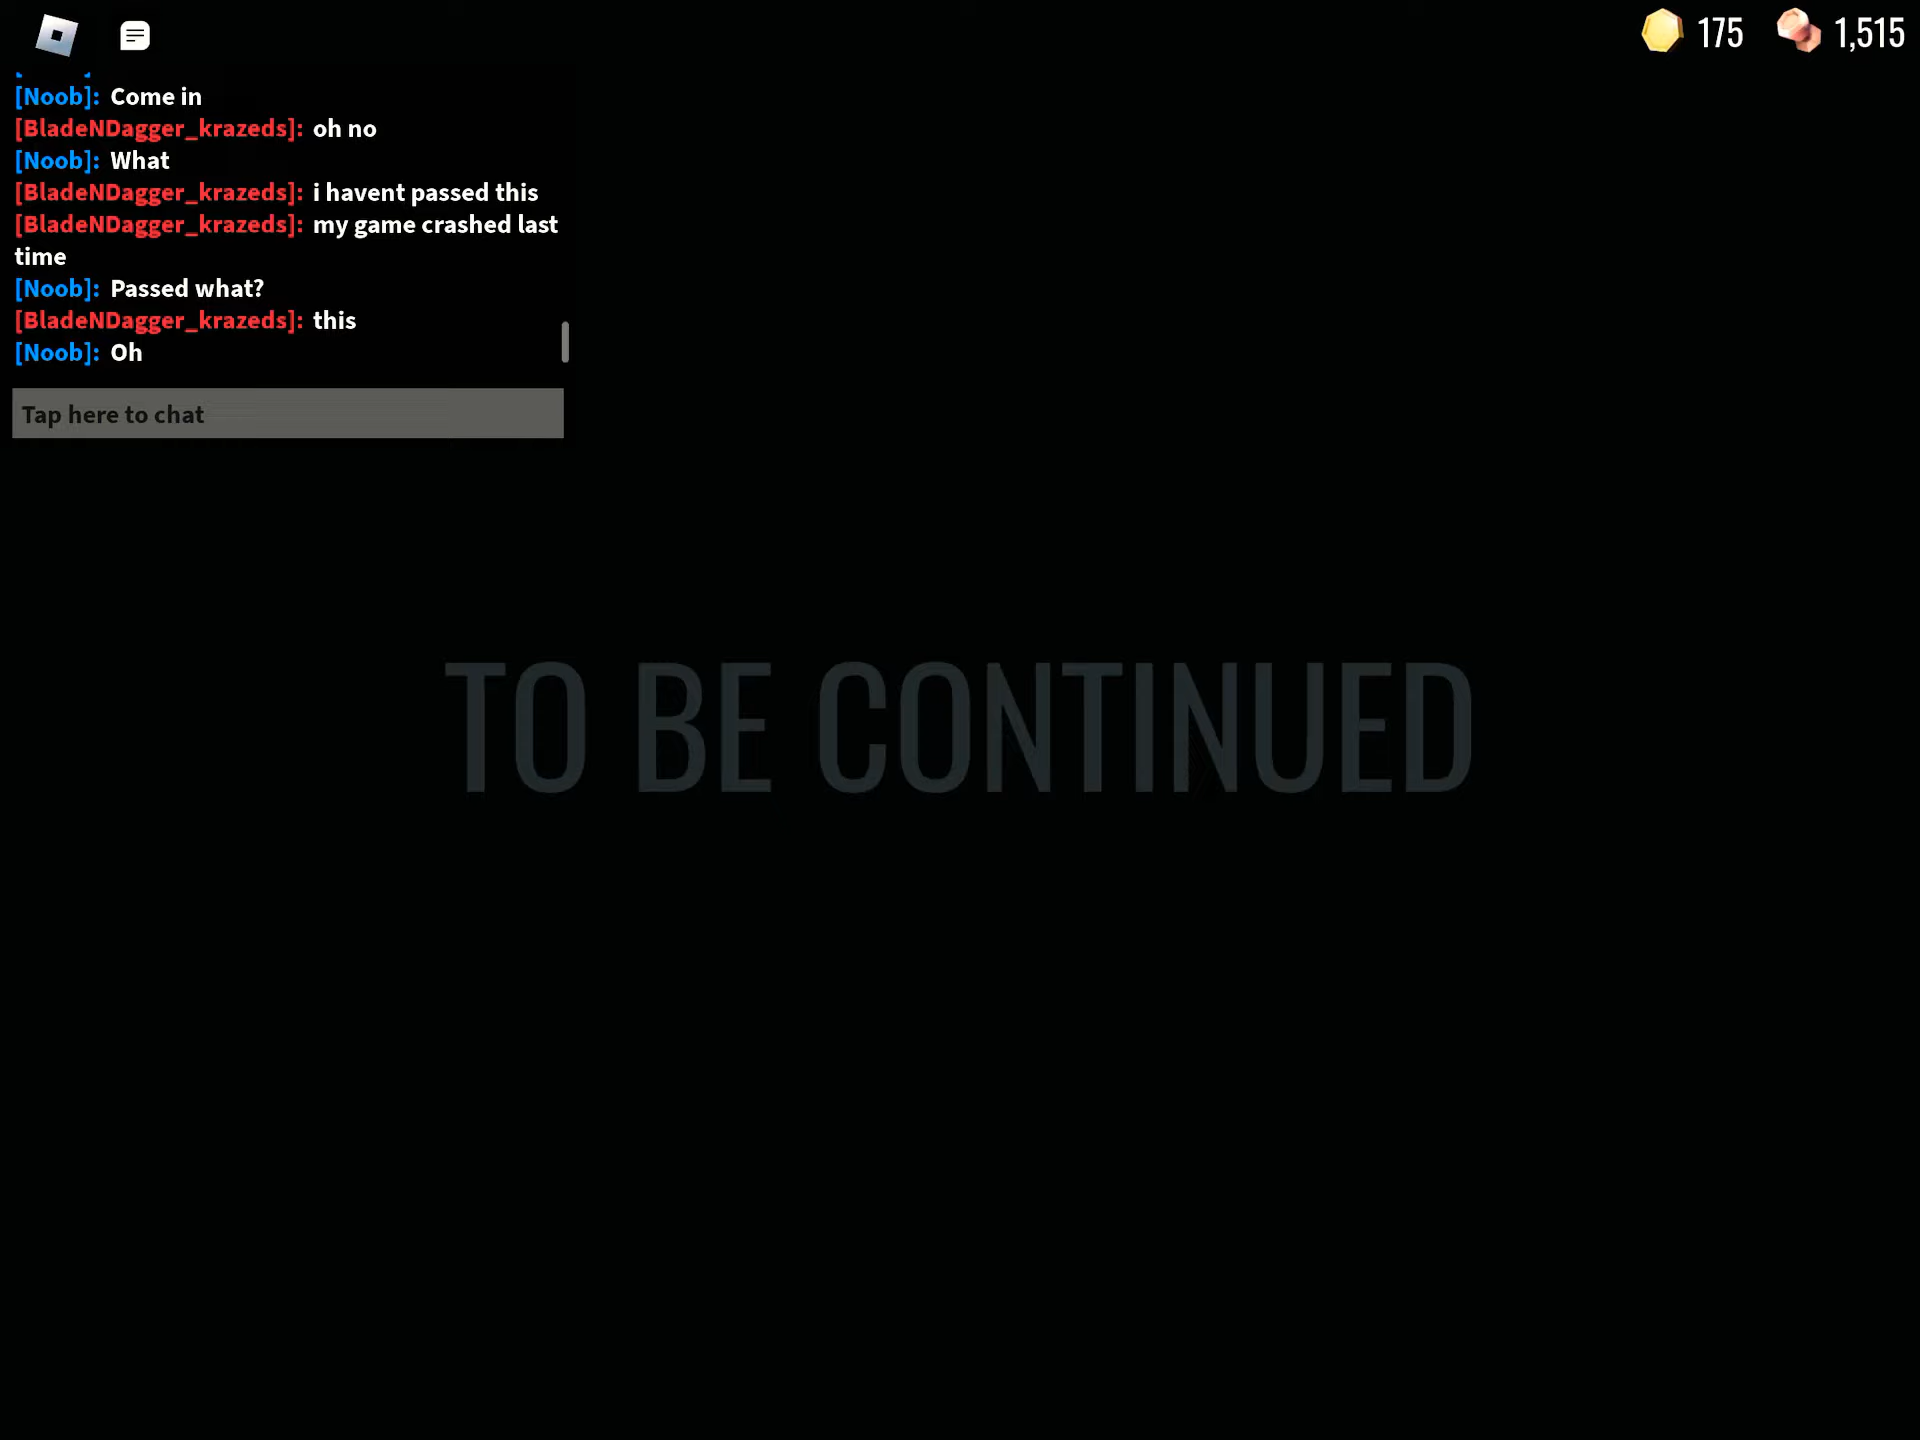 175 1,515
[Noob]: Come in
[BladeNDagger_krazeds]: oh no
[Noob]: What
[BladeNDagger_krazeds]: i havent passed this
[BladeNDagger_krazeds]: my game crashed last
time
[Noob]: Passed what?
[BladeNDagger_krazeds]: this
[Noob]: Oh
Tap here to chat
TO BE CONTINUED